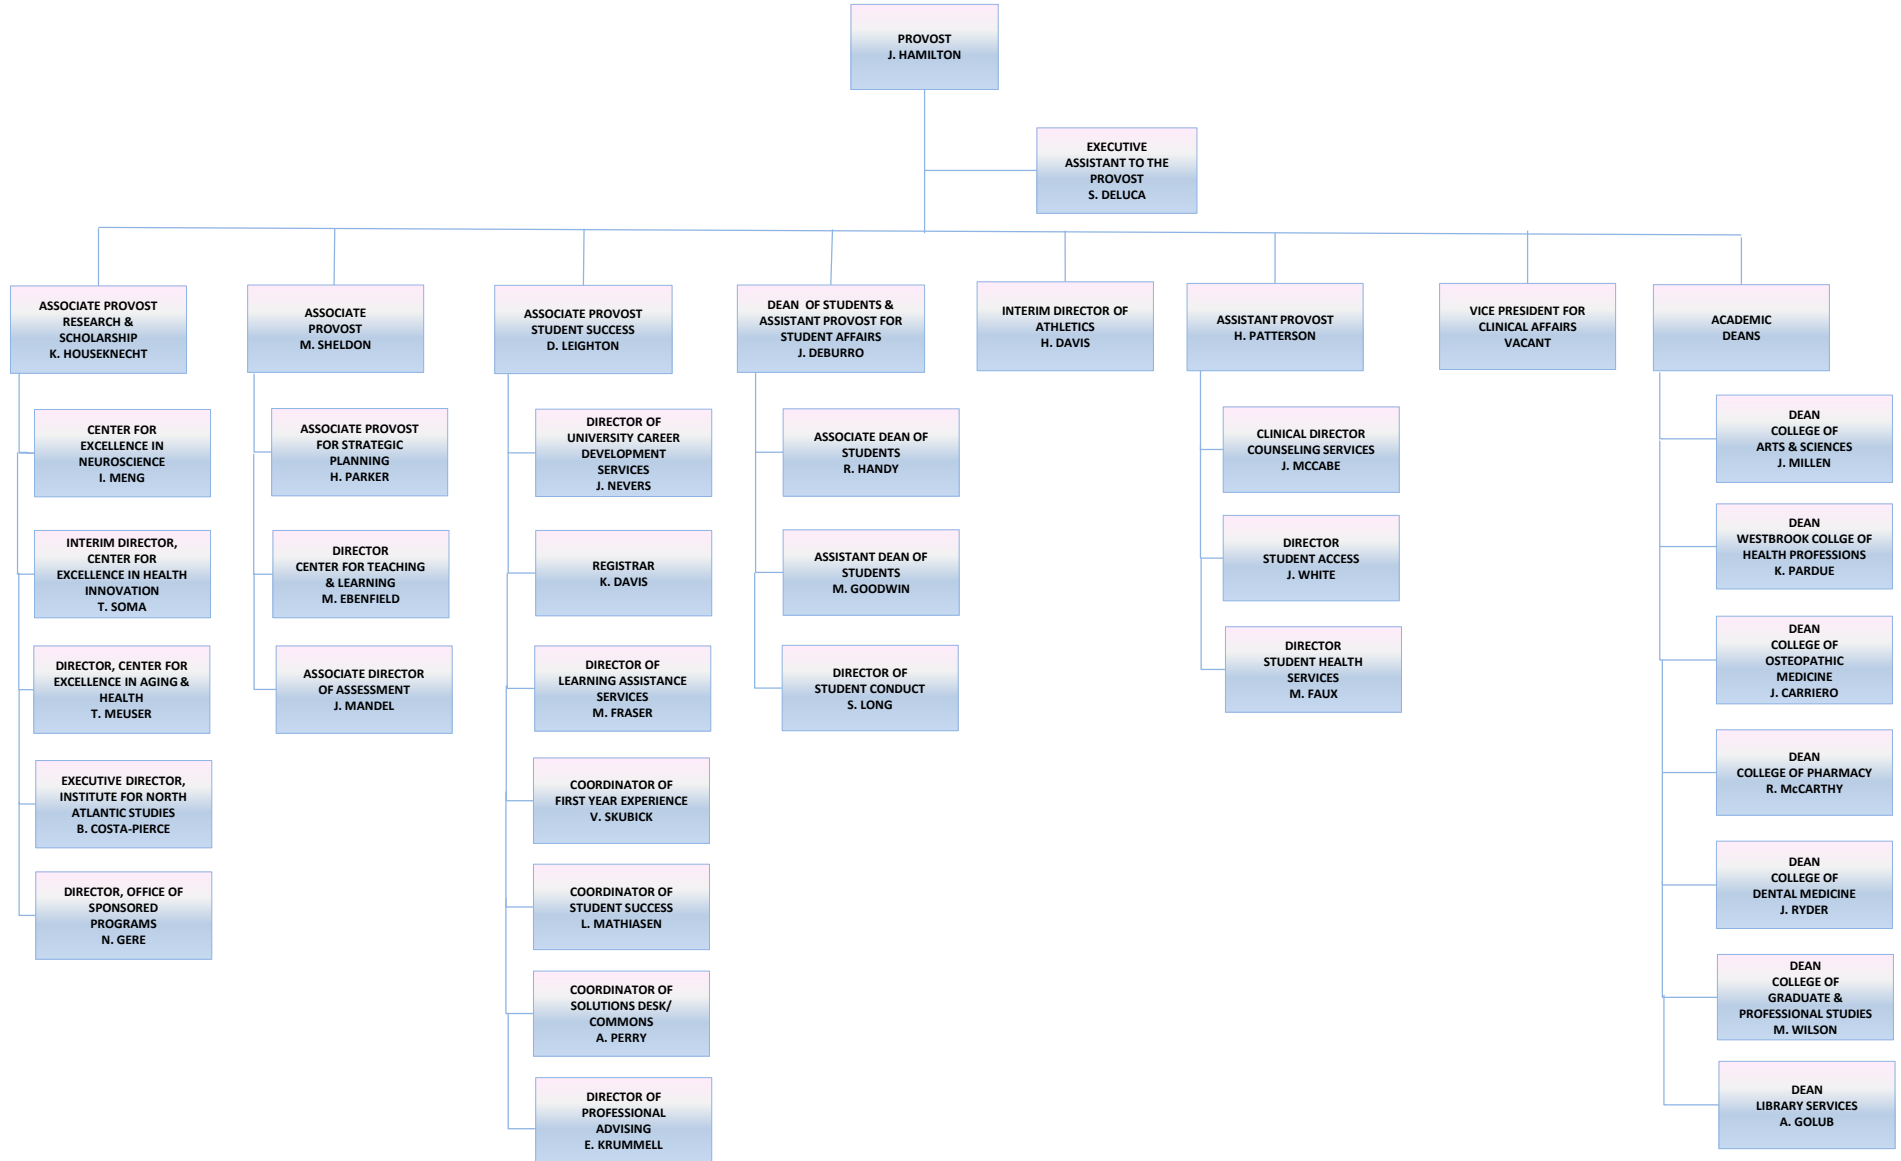 PROVOST
J. HAMILTON
EXECUTIVE
ASSISTANT TO THE
PROVOST
S. DELUCA
ASSOCIATE PROVOST
RESEARCH &
SCHOLARSHIP
K. HOUSEKNECHT
ASSOCIATE
PROVOST
M. SHELDON
ASSOCIATE PROVOST
STUDENT SUCCESS
D. LEIGHTON
DEAN OF STUDENTS &
ASSISTANT PROVOST FOR
STUDENT AFFAIRS
J. DEBURRO
INTERIM DIRECTOR OF
ATHLETICS
H. DAVIS
ASSISTANT PROVOST
H. PATTERSON
VICE PRESIDENT FOR
CLINICAL AFFAIRS
VACANT
ACADEMIC
DEANS
CENTER FOR
EXCELLENCE IN
NEUROSCIENCE
I. MENG
INTERIM DIRECTOR,
CENTER FOR
EXCELLENCE IN HEALTH
INNOVATION
T. SOMA
DIRECTOR, CENTER FOR
EXCELLENCE IN AGING &
HEALTH
T. MEUSER
EXECUTIVE DIRECTOR,
INSTITUTE FOR NORTH
ATLANTIC STUDIES
B. COSTA-PIERCE
DIRECTOR, OFFICE OF
SPONSORED
PROGRAMS
N. GERE
ASSOCIATE PROVOST
FOR STRATEGIC
PLANNING
H. PARKER
DIRECTOR
CENTER FOR TEACHING
& LEARNING
M. EBENFIELD
ASSOCIATE DIRECTOR
OF ASSESSMENT
J. MANDEL
DIRECTOR OF
UNIVERSITY CAREER
DEVELOPMENT
SERVICES
J. NEVERS
REGISTRAR
K. DAVIS
DIRECTOR OF
LEARNING ASSISTANCE
SERVICES
M. FRASER
COORDINATOR OF
FIRST YEAR EXPERIENCE
V. SKUBICK
COORDINATOR OF
STUDENT SUCCESS
L. MATHIASEN
COORDINATOR OF
SOLUTIONS DESK/
COMMONS
A. PERRY
DIRECTOR OF
PROFESSIONAL
ADVISING
E. KRUMMELL
ASSOCIATE DEAN OF
STUDENTS
R. HANDY
ASSISTANT DEAN OF
STUDENTS
M. GOODWIN
DIRECTOR OF
STUDENT CONDUCT
S. LONG
CLINICAL DIRECTOR
COUNSELING SERVICES
J. MCCABE
DIRECTOR
STUDENT ACCESS
J. WHITE
DIRECTOR
STUDENT HEALTH
SERVICES
M. FAUX
DEAN
COLLEGE OF
ARTS & SCIENCES
J. MILLEN
DEAN
WESTBROOK COLLGE OF
HEALTH PROFESSIONS
K. PARDUE
DEAN
COLLEGE OF
OSTEOPATHIC
MEDICINE
J. CARRIERO
DEAN
COLLEGE OF PHARMACY
R. McCARTHY
DEAN
COLLEGE OF
DENTAL MEDICINE
J. RYDER
DEAN
COLLEGE OF
GRADUATE &
PROFESSIONAL STUDIES
M. WILSON
DEAN
LIBRARY SERVICES
A. GOLUB